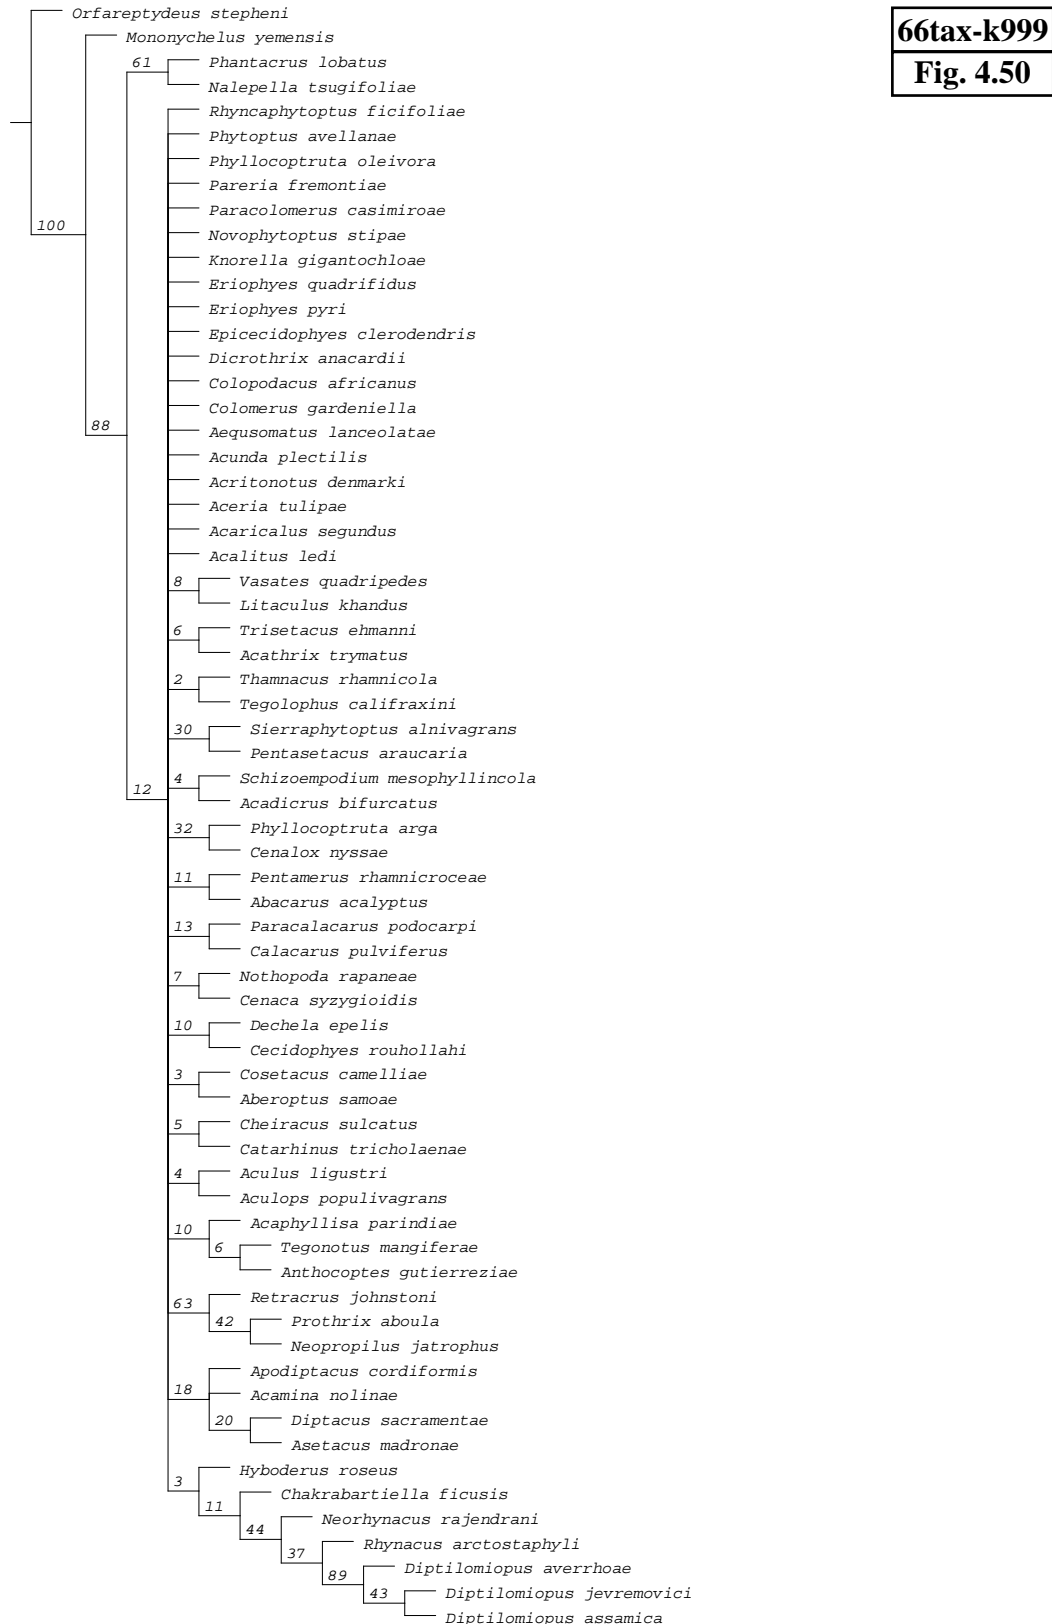 Orfareptydeus stepheni
66tax-k999
Mononychelus yemensis
61
Phantacrus lobatus
Fig. 4.50
Nalepella tsugifoliae
Rhyncaphytoptus ficifoliae
Phytoptus avellanae
Phyllocoptruta oleivora
Pareria fremontiae
Paracolomerus casimiroae
100
Novophytoptus stipae
Knorella gigantochloae
Eriophyes quadrifidus
Eriophyes pyri
Epicecidophyes clerodendris
Dicrothrix anacardii
Colopodacus africanus
Colomerus gardeniella
88
Aequsomatus lanceolatae
Acunda plectilis
Acritonotus denmarki
Aceria tulipae
Acaricalus segundus
Acalitus ledi
8
Vasates quadripedes
Litaculus khandus
6
Trisetacus ehmanni
Acathrix trymatus
2
Thamnacus rhamnicola
Tegolophus califraxini
30
Sierraphytoptus alnivagrans
Pentasetacus araucaria
4
Schizoempodium mesophyllincola
12
Acadicrus bifurcatus
32
Phyllocoptruta arga
Cenalox nyssae
11
Pentamerus rhamnicroceae
Abacarus acalyptus
13
Paracalacarus podocarpi
Calacarus pulviferus
7
Nothopoda rapaneae
Cenaca syzygioidis
10
Dechela epelis
Cecidophyes rouhollahi
3
Cosetacus camelliae
Aberoptus samoae
5
Cheiracus sulcatus
Catarhinus tricholaenae
4
Aculus ligustri
Aculops populivagrans
10
Acaphyllisa parindiae
6
Tegonotus mangiferae
Anthocoptes gutierreziae
63
Retracrus johnstoni
42
Prothrix aboula
Neopropilus jatrophus
18
Apodiptacus cordiformis
Acamina nolinae
20
Diptacus sacramentae
Asetacus madronae
3
Hyboderus roseus
11
Chakrabartiella ficusis
44
Neorhynacus rajendrani
37
Rhynacus arctostaphyli
89
Diptilomiopus averrhoae
43
Diptilomiopus jevremovici
Diptilomiopus assamica